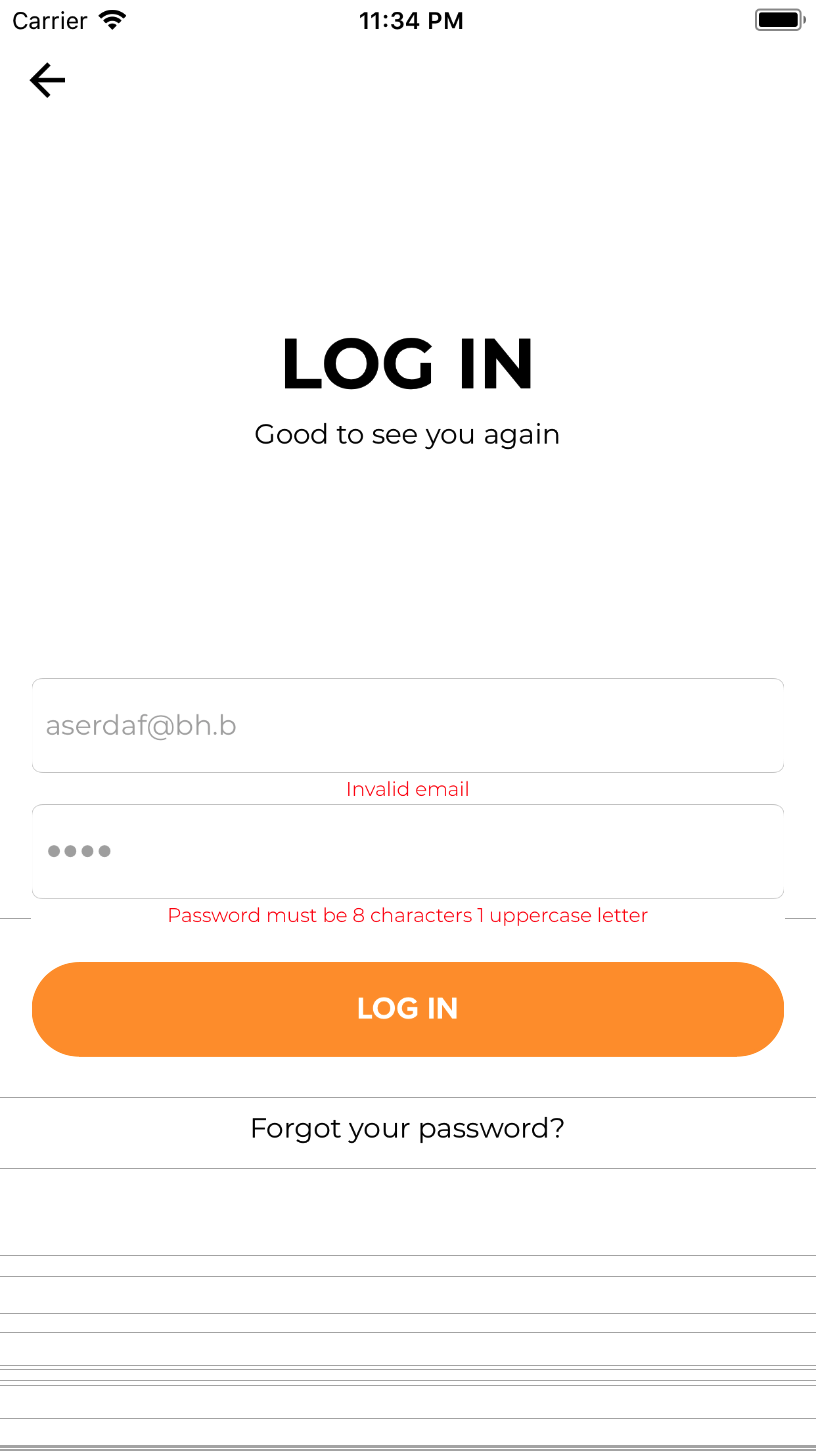 Carrier 11:34 PM
LOG IN
Good to see you again
aserdaf@bh.b
Invalid email
••••
Password must be 8 characters 1 uppercase letter
LOG IN
Forgot your password?